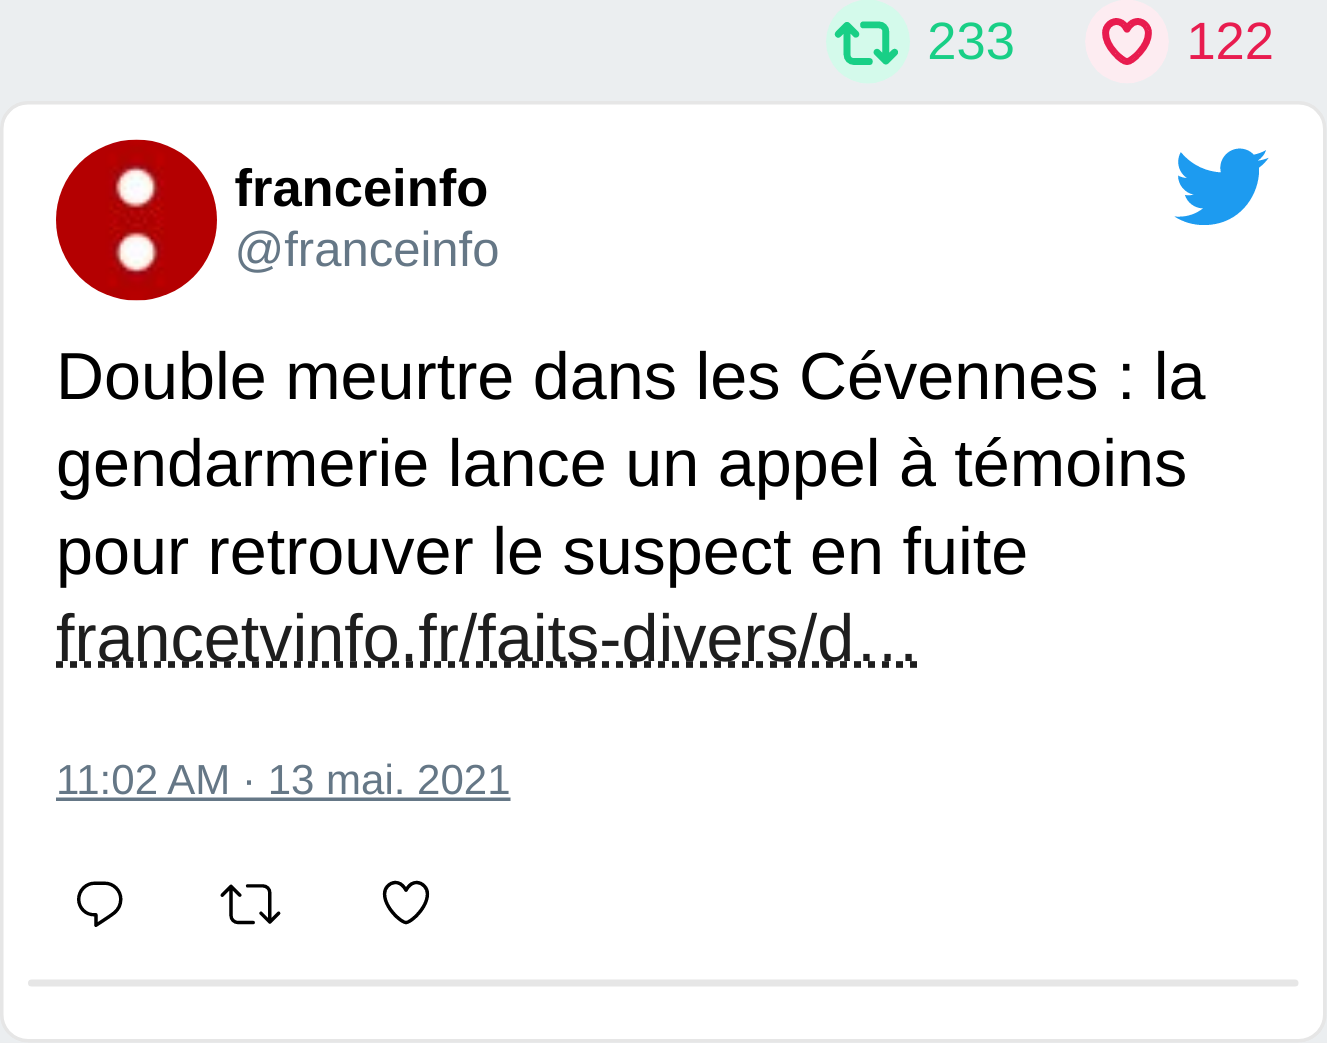 233 122
franceinfo
@franceinfo
Double meurtre dans les Cévennes : la
gendarmerie lance un appel à témoins
pour retrouver le suspect en fuite
francetvinfo.fr/faits-divers/d…
11:02 AM · 13 mai. 2021